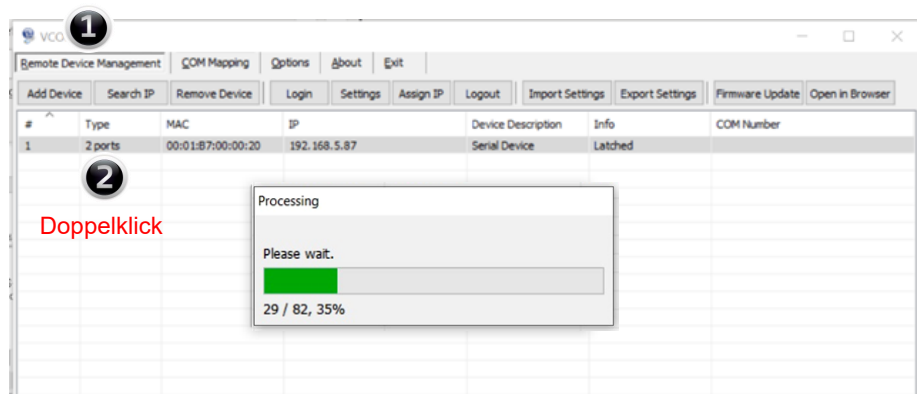 1
VCO
Remote Device Management COM Mapping Options About Exit
Add Device Search IP Remove Device Login Settings Assign IP Logout Import Settings Export Settings Firmware Update Open in Browser
# Type MAC IP Device Description Info COM Number
1 2 ports 00:01:B7:00:00:20 192.168.5.87 Serial Device Latched
2
Doppelklick
Processing
Please wait.
29 / 82, 35%